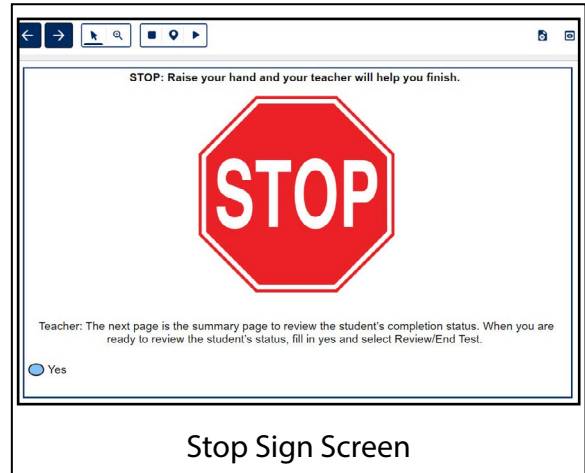 STOP: Raise your hand and your teacher will help you finish.
STOP
Teacher: The next page is the summary page to review the student's completion status. When you are
ready to review the student's status, fill in yes and select Review/End Test.
Yes
Stop Sign Screen